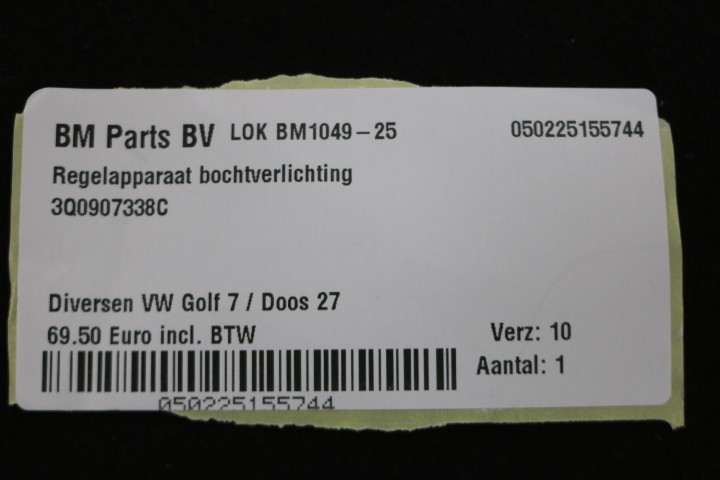 BM Parts BV LOK BM1049-25 050225155744
Regelapparaat bochtverlichting
3Q0907338C
Diversen VW Golf 7 / Doos 27
69.50 Euro incl. BTW
Verz: 10
Aantal: 1
050225155744